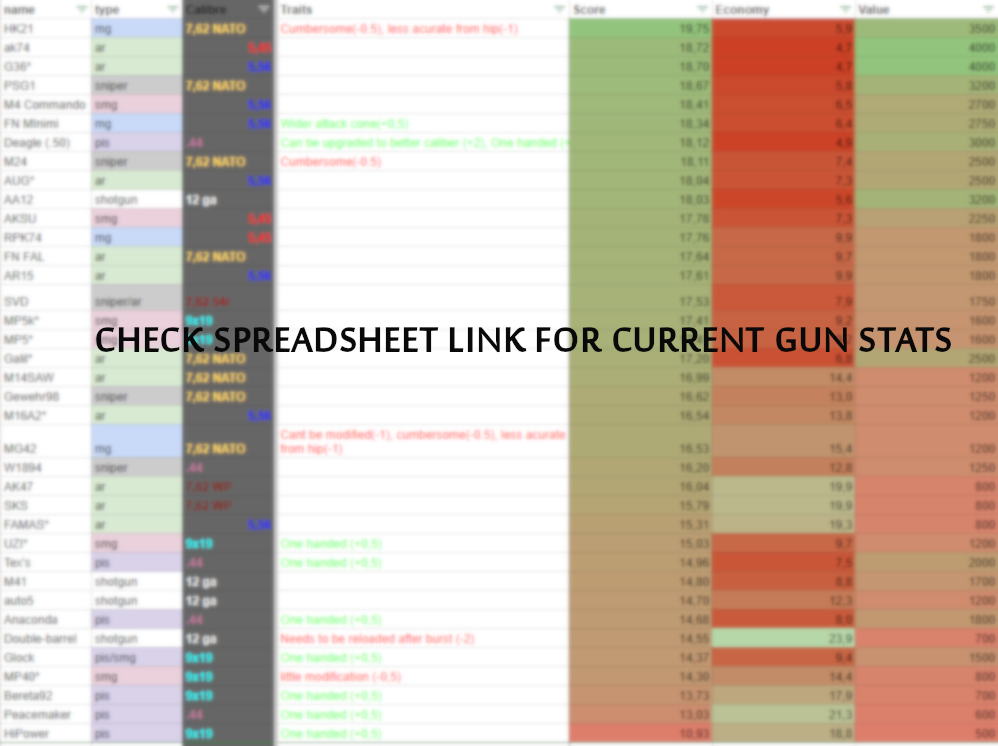 name type Calibre Traits Score Economy Value
HK21 mg 7,62 NATO Cumbersome(-0.5), less acurate from hip(-1) 19,75 5,9 3500
ak74 ar 18,72 4,7 4000
G36* ar 5,56 18,70 4,7 4000
PSG1 sniper 7,62 NATO 18,67 5,8 3200
M4 Commando smg 5,56 18,41 6,5 2700
FN Minimi mg 5,56 Wider attack cone(+0,5) 18,34 6,4 2750
Deagle (.50) pis .44 Can be upgraded to better caliber (+2), One handed 18,12 4,9 3000
M24 sniper 7,62 NATO Cumbersome(-0.5) 18,11 7,4 2500
AUG* ar 5,56 18,04 7,3 2500
AA12 shotgun 12 ga 18,03 5,6 3200
AKSU smg 17,78 7,3 2250
RPK74 mg 17,76 9,9 1800
FN FAL ar 7,62 NATO 17,64 9,7 1800
AR15 ar 5,56 17,61 9,9 1800
SVD sniper/ar 17,53 7,9 1750
MP5k* smg 9x19 17,41 9,2 1600
CHECK SPREADSHEET LINK FOR CURRENT GUN STATS
MP5* 1600
Galil* ar 7,62 NATO 2500
M14SAW ar 7,62 NATO 16,99 14,4 1200
Gewehr98 sniper 7,62 NATO 16,62 13,0 1250
M16A2* ar 5,56 16,54 13,8 1200
Cant be modified(-1), cumbersome(-0.5), less acurate
MG42 mg 7,62 NATO from hip(-1) 16,53 15,4 1200
W1894 sniper .44 16,20 12,8 1250
AK47 ar 7,62 WP 16,04 19,9 800
SKS ar 7,62 WP 15,79 19,9 800
FAMAS* ar 5,56 15,31 19,3 800
UZI* smg 9x19 One handed (+0,5) 15,03 9,7 1200
Tex's pis .44 One handed (+0,5) 14,96 7,5 2000
M41 shotgun 12 ga 14,80 8,8 1700
auto5 shotgun 12 ga 14,70 12,3 1200
Anaconda pis .44 One handed (+0,5) 14,68 8,0 1800
Double-barrel shotgun 12 ga Needs to be reloaded after burst (-2) 14,55 23,9 700
Glock pis/smg 9x19 One handed (+0,5) 14,37 9,4 1500
MP40* smg 9x19 little modification (-0,5) 14,30 14,4 800
Bereta92 pis 9x19 One handed (+0,5) 13,73 17,9 700
Peacemaker pis .44 One handed (+0,5) 13,03 21,3 600
HiPower pis 9x19 One handed (+0,5) 10,93 18,8 500